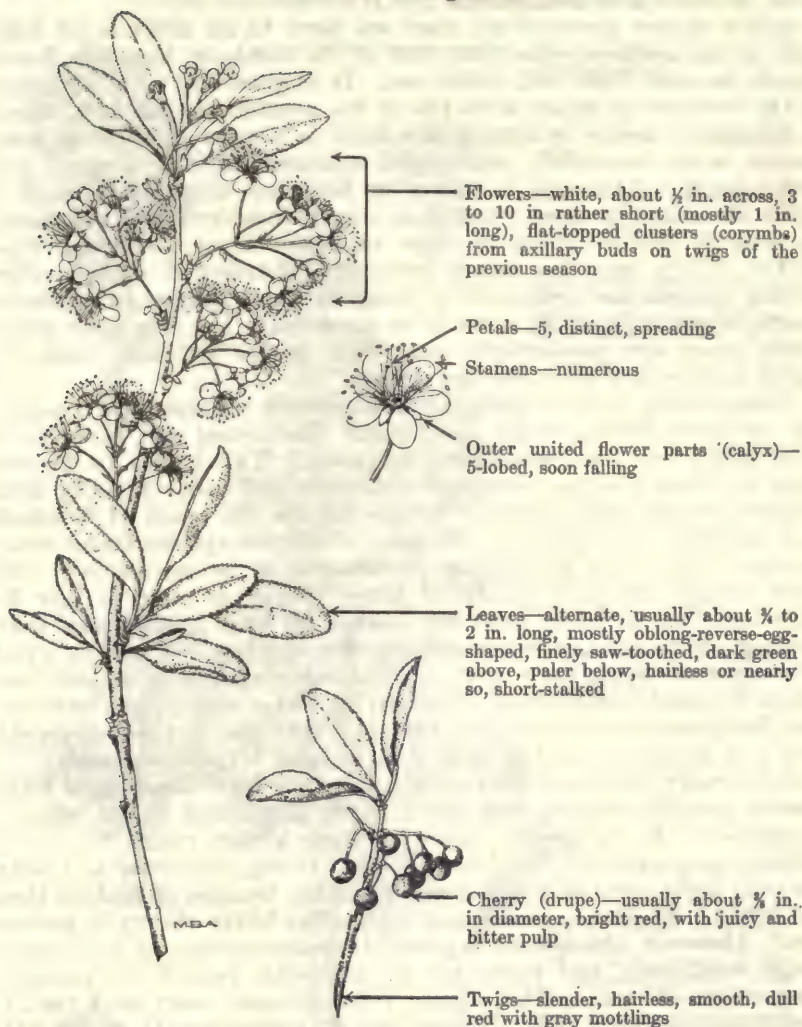 Flowers—white, about ½ in. across, 3
to 10 in rather short (mostly 1 in.
long), flat-topped clusters (corymbs)
from axillary buds on twigs of the
previous season
Petals—5, distinct, spreading
Stamens—numerous
Outer united flower parts (calyx)—
5-lobed, soon falling
Leaves—alternate, usually about to
2 in. long, mostly oblong-reverse-egg-
shaped, finely saw-toothed, dark green
above, paler below, hairless or nearly
so, short-stalked
Cherry (drupe)—usually about in.
in diameter, bright red, with juicy and
bitter pulp
Twigs—slender, hairless, smooth, dull
red with gray mottlings
M.B.A